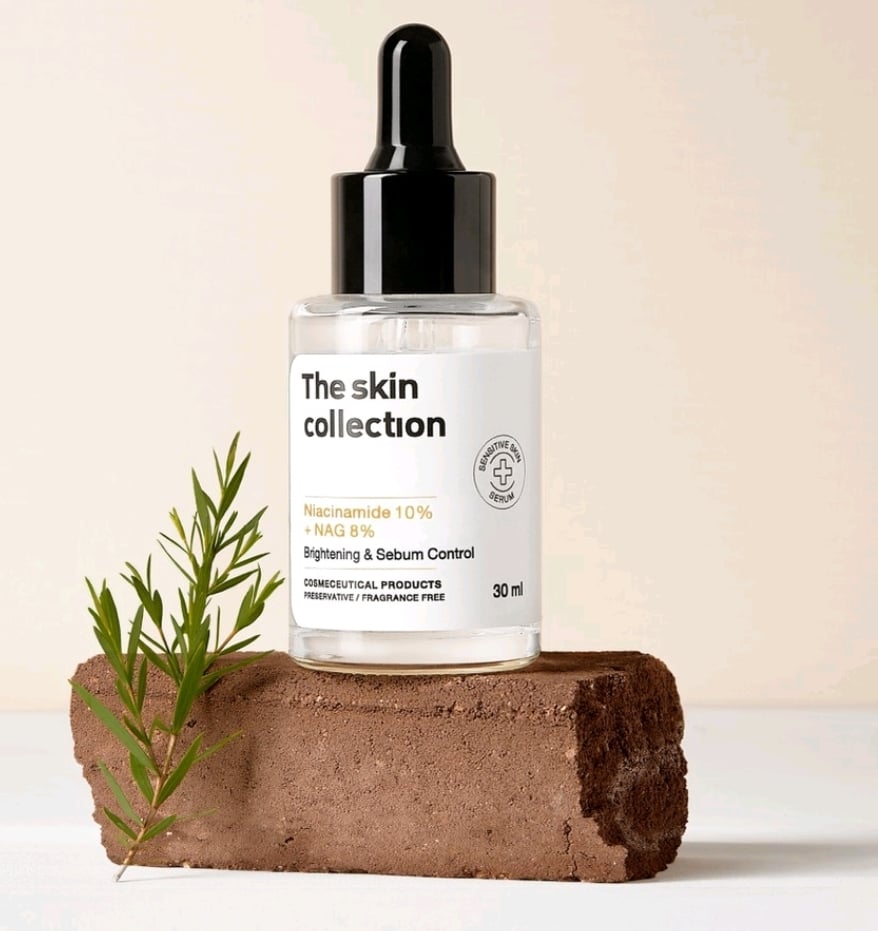 The skin
collection
SENSITIVE SKIN
SERUM
Niacinamide 10%
+ NAG 8%
Brightening & Sebum Control
COSMECEUTICAL PRODUCTS
PRESERVATIVE / FRAGRANCE FREE
30 ml